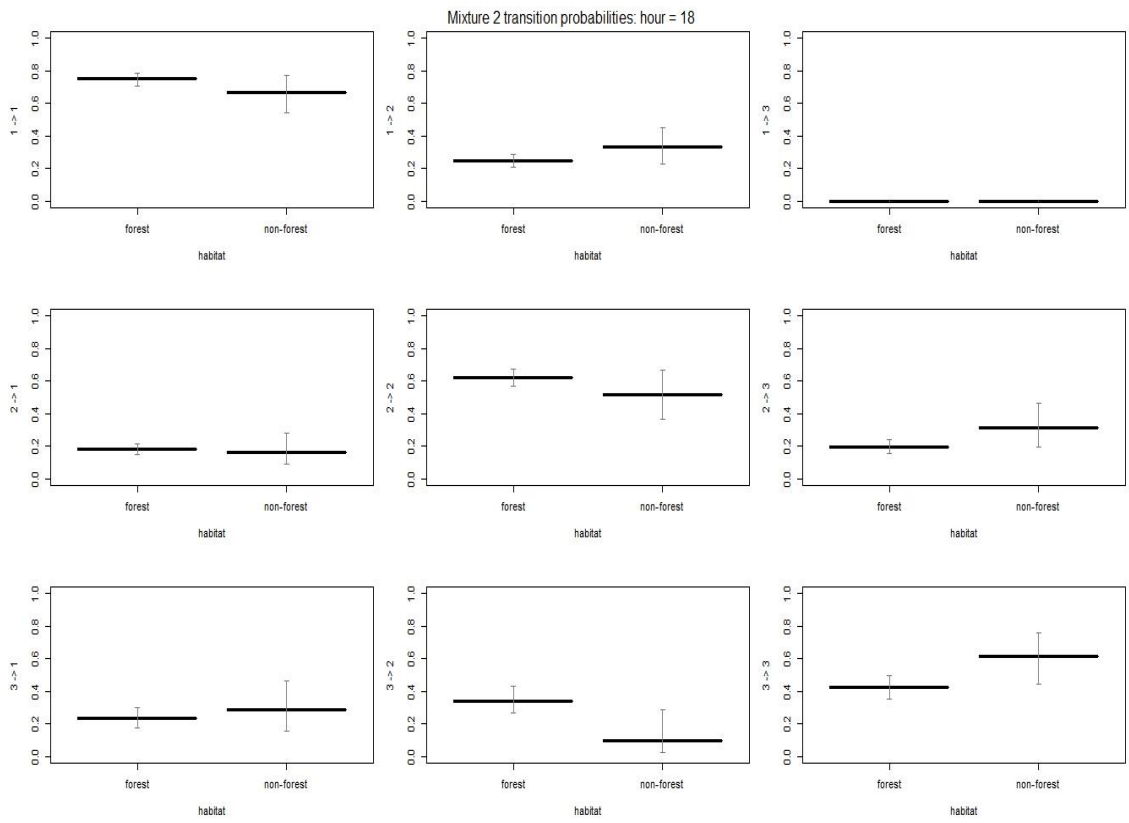 Mixture 2 transition probabilities: hour = 18
1 -> 1
0.0 0.2 0.4 0.6 0.8 1.0
forest non-forest
habitat
1 -> 2
0.0 0.2 0.4 0.6 0.8 1.0
forest non-forest
habitat
1 -> 3
0.0 0.2 0.4 0.6 0.8 1.0
forest non-forest
habitat
2 -> 1
0.0 0.2 0.4 0.6 0.8 1.0
forest non-forest
habitat
2 -> 2
0.0 0.2 0.4 0.6 0.8 1.0
forest non-forest
habitat
2 -> 3
0.0 0.2 0.4 0.6 0.8 1.0
forest non-forest
habitat
3 -> 1
0.0 0.2 0.4 0.6 0.8 1.0
forest non-forest
habitat
3 -> 2
0.0 0.2 0.4 0.6 0.8 1.0
forest non-forest
habitat
3 -> 3
0.0 0.2 0.4 0.6 0.8 1.0
forest non-forest
habitat